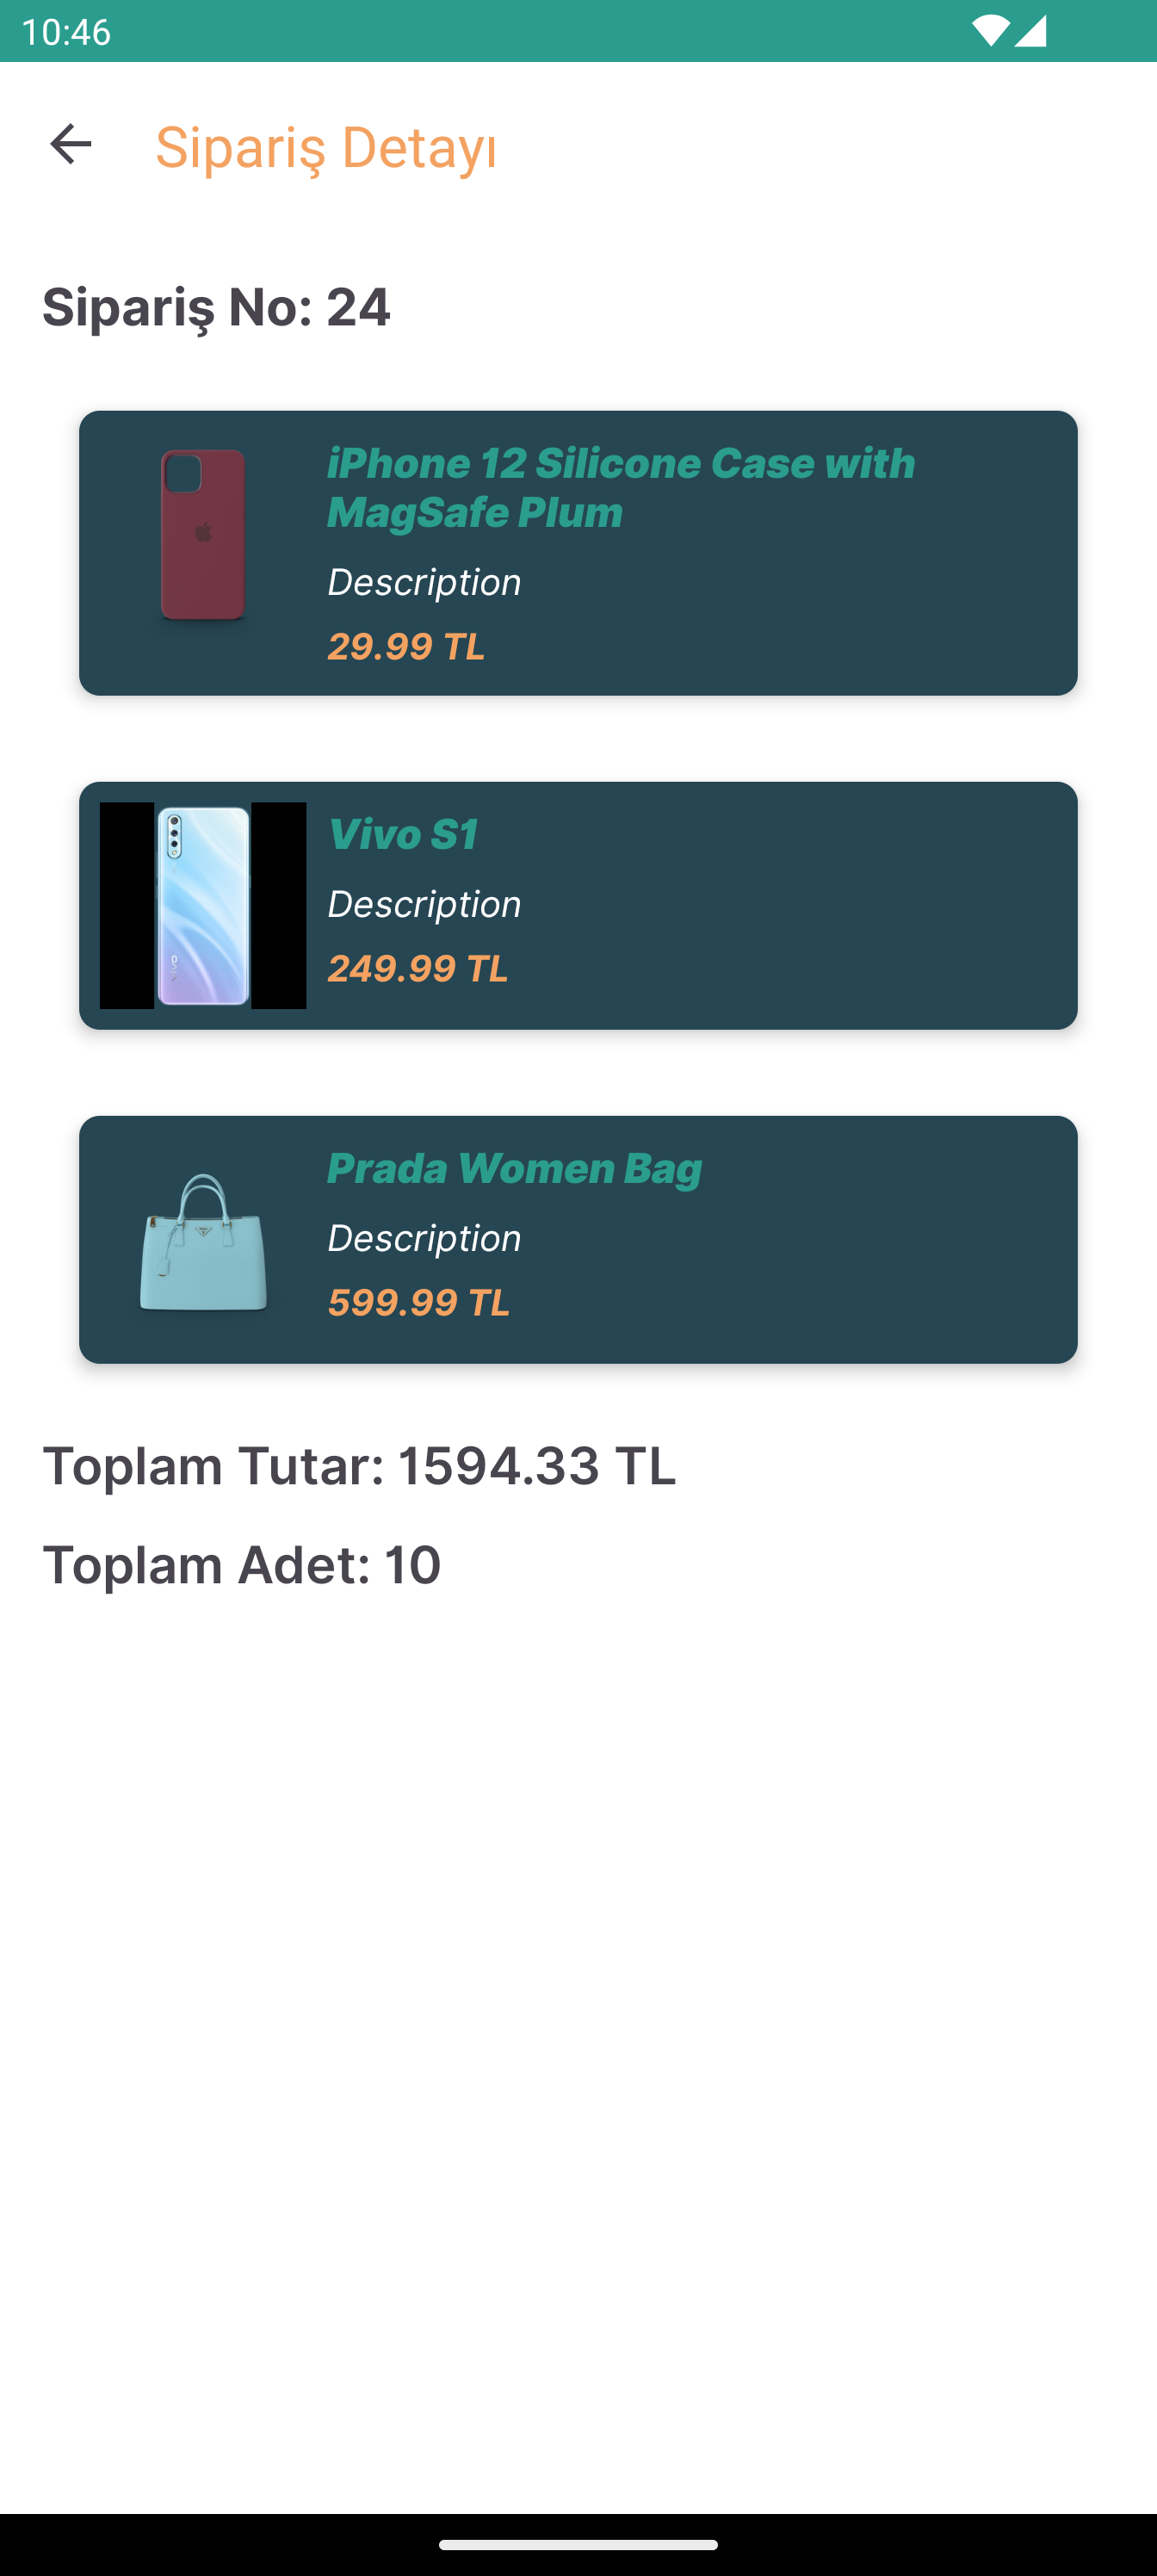 10:46
Sipariş Detayı
Sipariş No: 24
iPhone 12 Silicone Case with
MagSafe Plum
Description
29.99 TL
Vivo S1
Description
249.99 TL
Prada Women Bag
Description
599.99 TL
Toplam Tutar: 1594.33 TL
Toplam Adet: 10